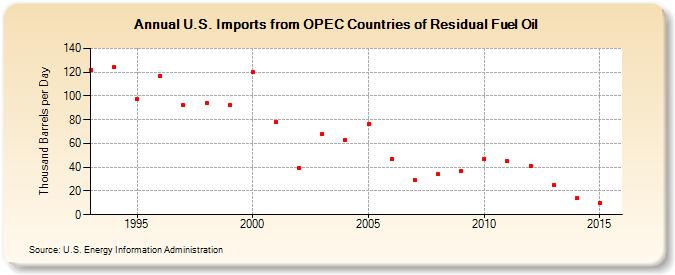 Annual U.S. Imports from OPEC Countries of Residual Fuel Oil
Thousand Barrels per Day
140
120
100
80
60
40
20
0
1995 2000 2005 2010 2015
Source: U.S. Energy Information Administration